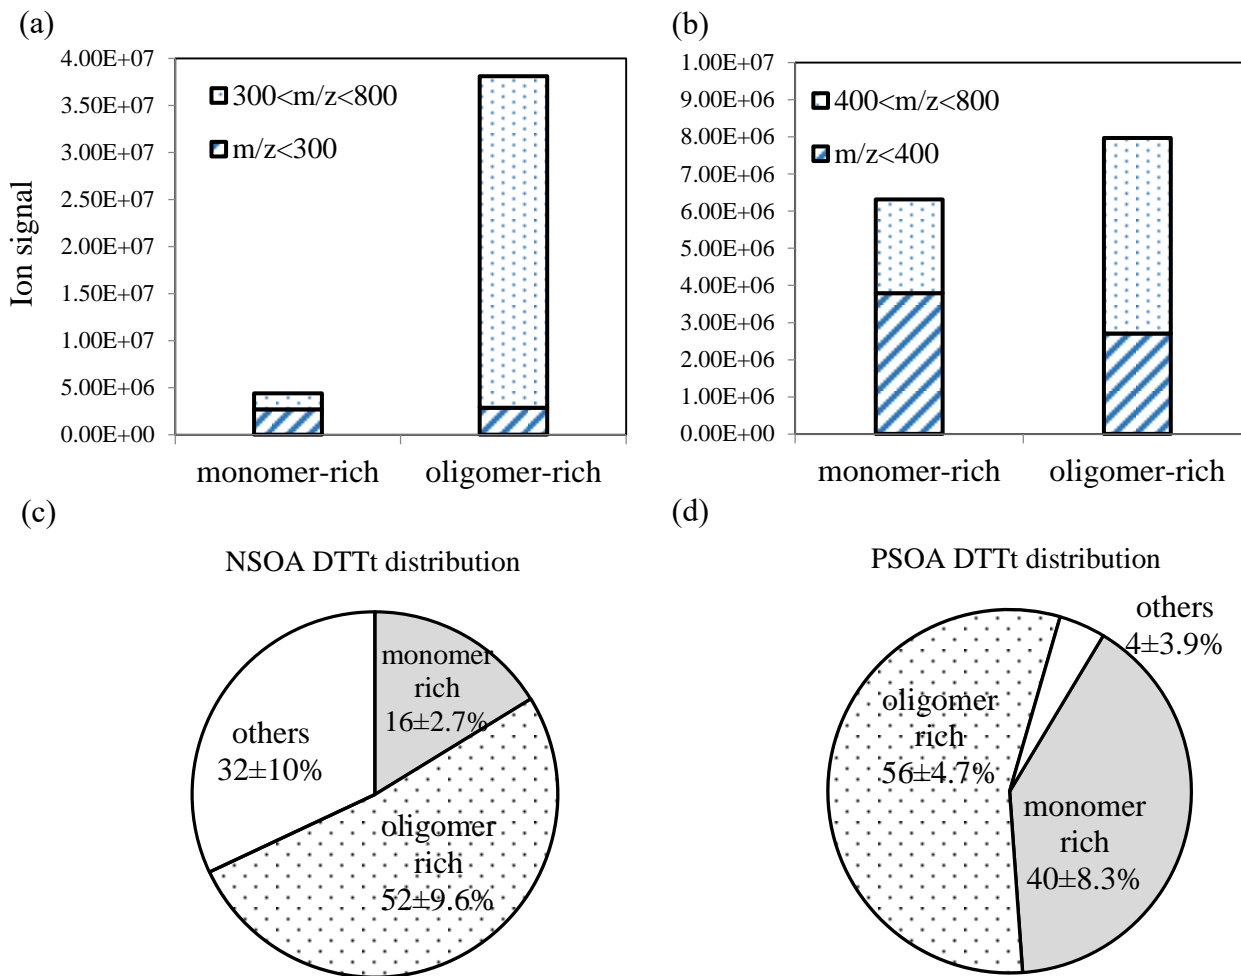 (a)
4.00E+07
3.50E+07
3.00E+07
2.50E+07
2.00E+07
1.50E+07
1.00E+07
5.00E+06
0.00E+00
Ion signal
300<m/z<800
m/z<300
monomer-rich
oligomer-rich
(b)
1.00E+07
9.00E+06
8.00E+06
7.00E+06
6.00E+06
5.00E+06
4.00E+06
3.00E+06
2.00E+06
1.00E+06
0.00E+00
400<m/z<800
m/z<400
monomer-rich
oligomer-rich
(c)
NSOA DTTt distribution
monomer
rich
16±2.7%
others
32±10%
oligomer
rich
52±9.6%
(d)
PSOA DTTt distribution
others
4±3.9%
oligomer
rich
56±4.7%
monomer
rich
40±8.3%